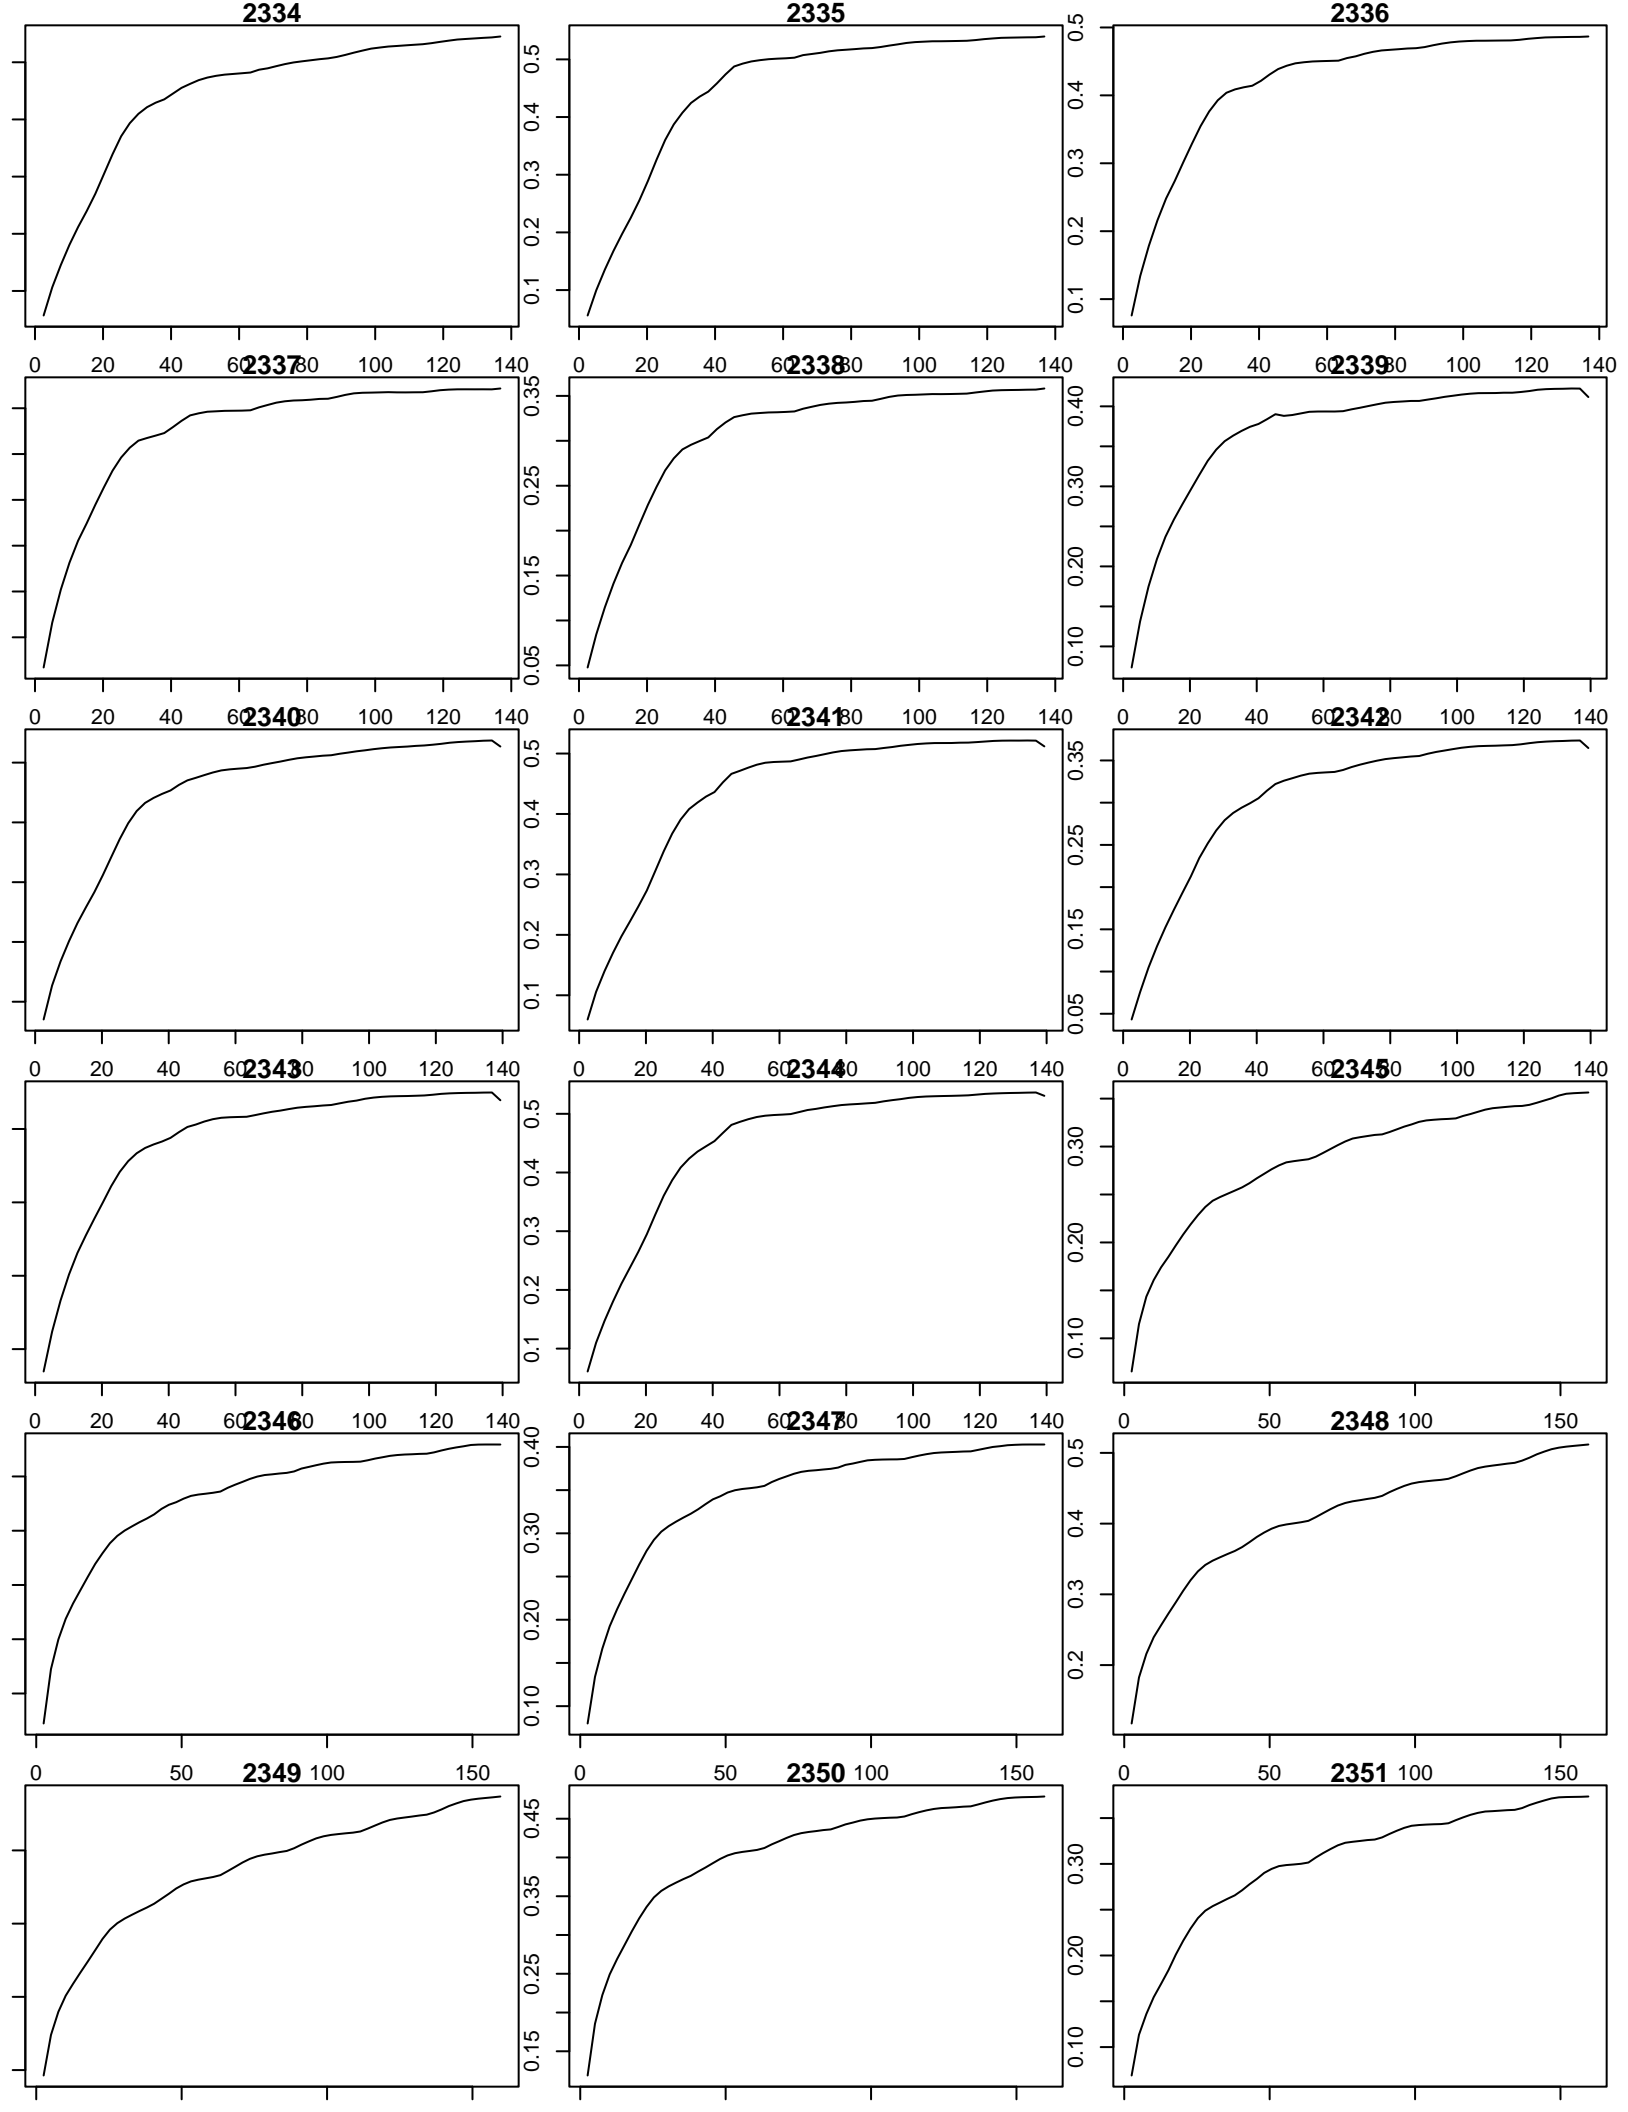 2334 2335 2336
0.1 0.2 0.3 0.4 0.5
0.1 0.2 0.3 0.4 0.5
0 20 40 60 80 100 120 140
0 20 40 60 80 100 120 140
0 20 40 60 80 100 120 140
2337 2338 2339
0.05 0.15 0.25 0.35
0.10 0.20 0.30 0.40
0 20 40 60 80 100 120 140
0 20 40 60 80 100 120 140
0 20 40 60 80 100 120 140
2340 2341 2342
0.1 0.2 0.3 0.4 0.5
0.05 0.15 0.25 0.35
0 20 40 60 80 100 120 140
0 20 40 60 80 100 120 140
0 20 40 60 80 100 120 140
2343 2344 2345
0.1 0.2 0.3 0.4 0.5
0.10 0.20 0.30
0 20 40 60 80 100 120 140
0 20 40 60 80 100 120 140
0 50 100 150
2346 2347 2348
0.10 0.20 0.30 0.40
0.2 0.3 0.4 0.5
0 50 100 150
0 50 100 150
0 50 100 150
2349 2350 2351
0.15 0.25 0.35 0.45
0.10 0.20 0.30